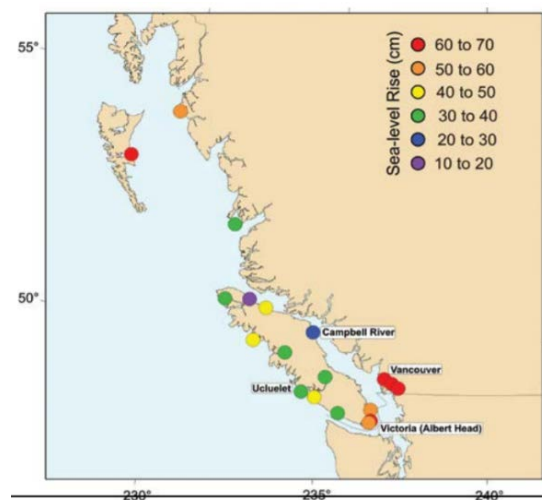 55°
Sea-level Rise (cm)
60 to 70
50 to 60
40 to 50
30 to 40
20 to 30
10 to 20
50°
Campbell River
Vancouver
Ucluelet
Victoria (Albert Head)
230°
235°
240°